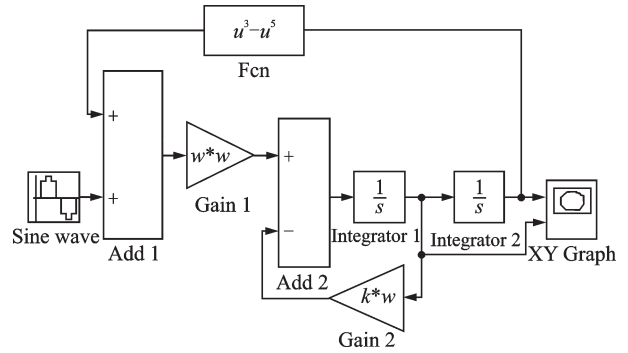 u³−u⁵
Fcn
+
+
Sine wave
Add 1
w*w
Gain 1
+
−
Add 2
1
s
Integrator 1
1
s
Integrator 2
XY Graph
k*w
Gain 2